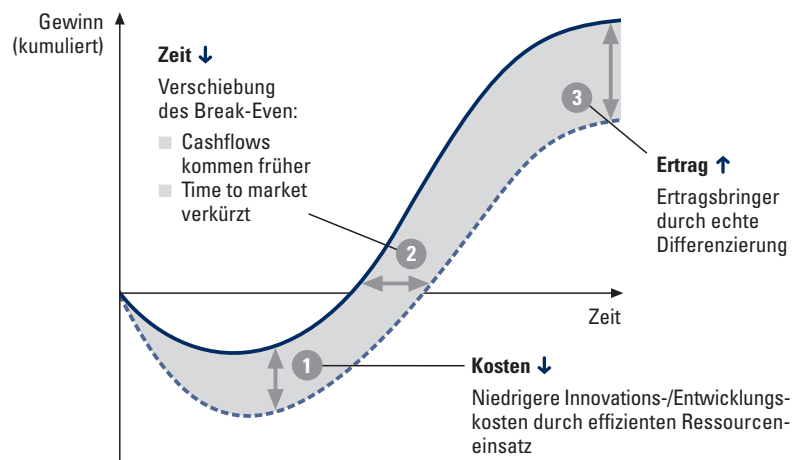 Gewinn
(kumuliert)
Zeit ↓
Verschiebung
des Break-Even:
Cashflows
kommen früher
Time to market
verkürzt
3
Ertrag ↑
Ertragsbringer
durch echte
Differenzierung
2
Zeit
1
Kosten ↓
Niedrigere Innovations-/Entwicklungs-
kosten durch effizienten Ressourcen-
einsatz